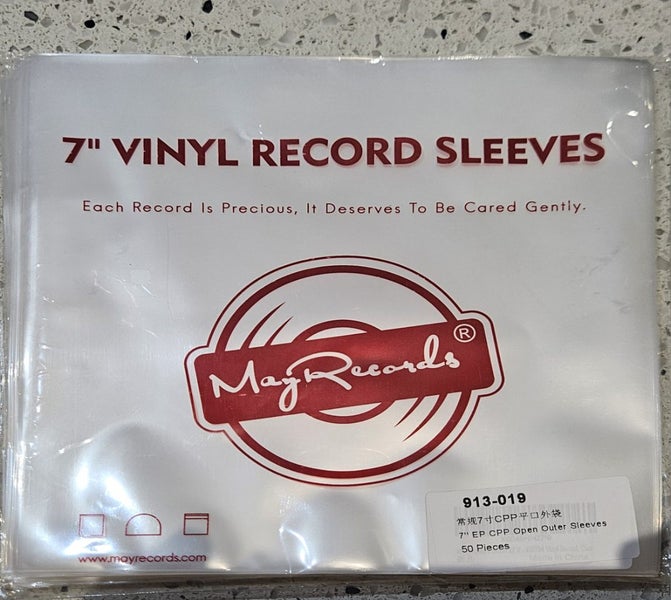 7" VINYL RECORD SLEEVES
Each Record Is Precious, It Deserves To Be Cared Gently.
MayRecords®
913-019
常规7寸CPP平口外袋
7" EP CPP Open Outer Sleeves
50 Pieces
www.mayrecords.com